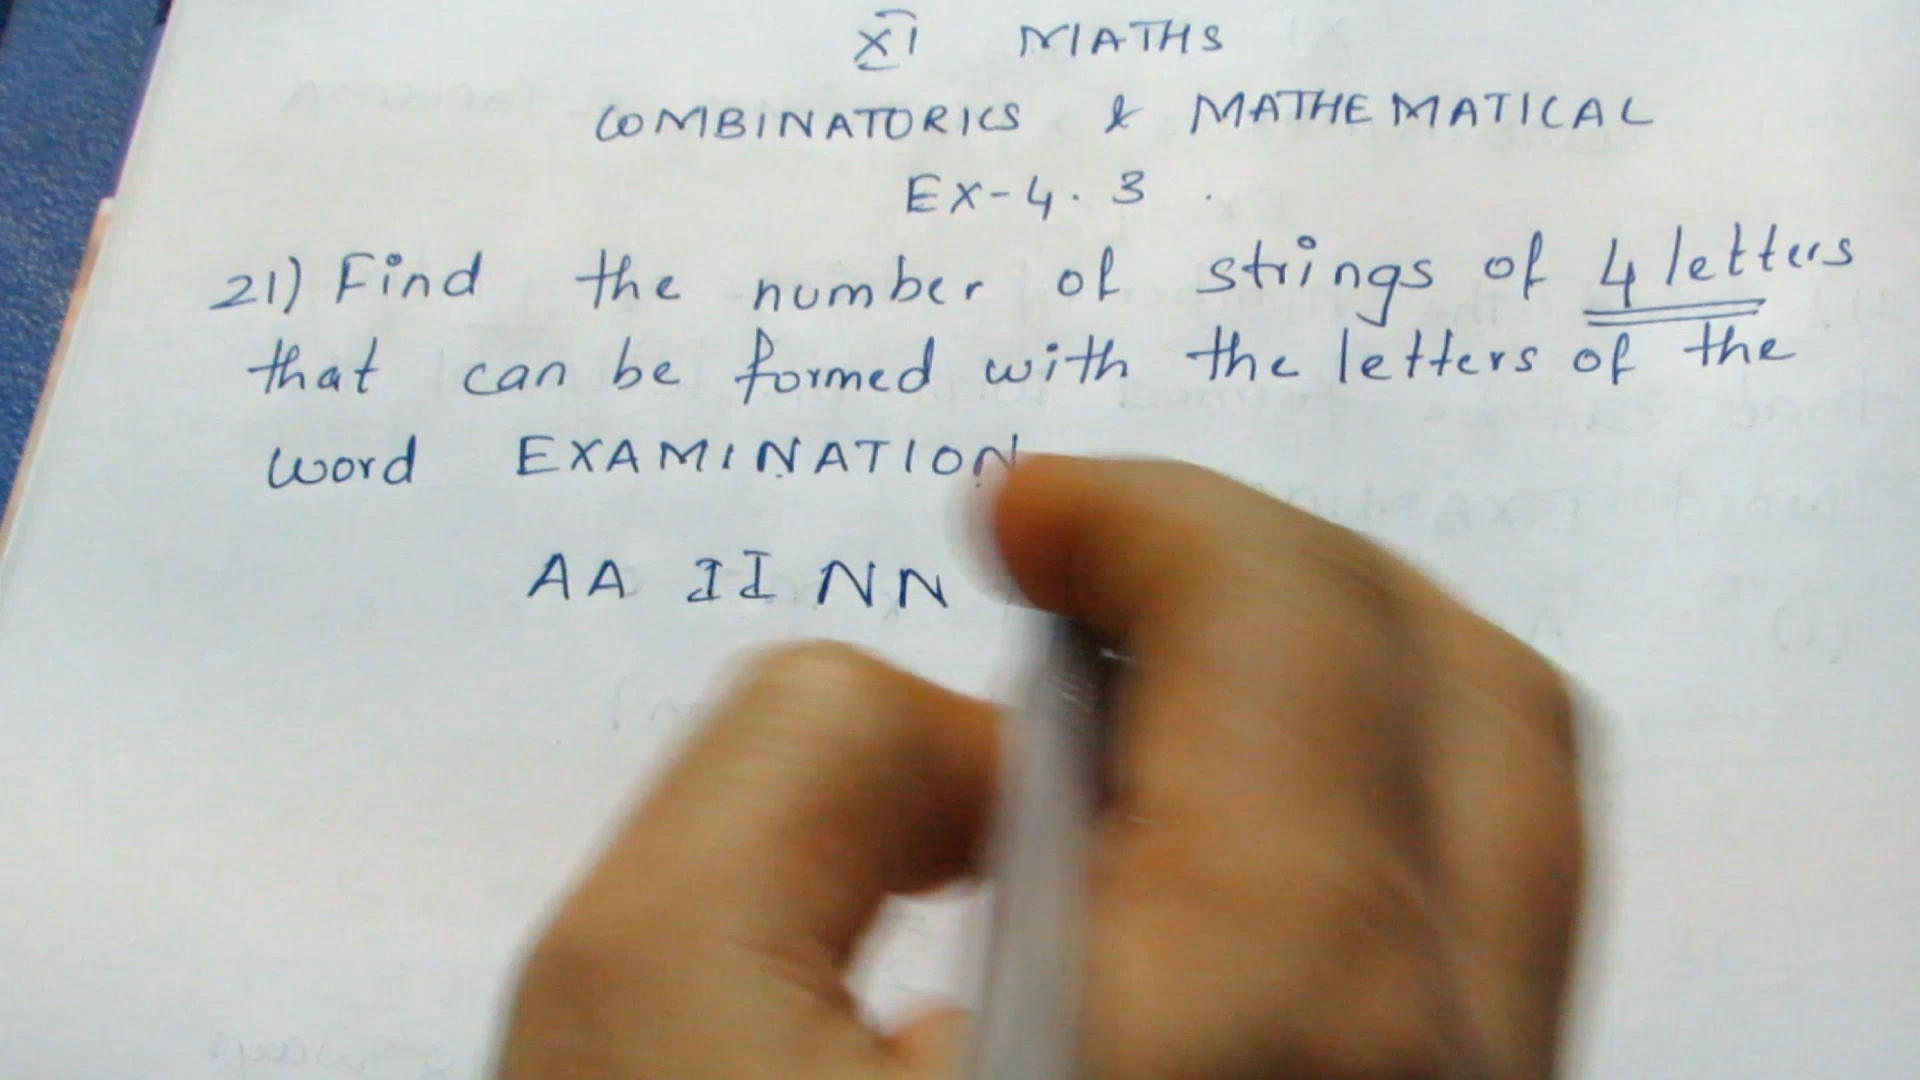 XI MATHS
COMBINATORICS & MATHEMATICAL
EX-4.3.
21) Find the number of strings of 4 letters
that can be formed with the letters of the
word EXAMINATION
AA II NN